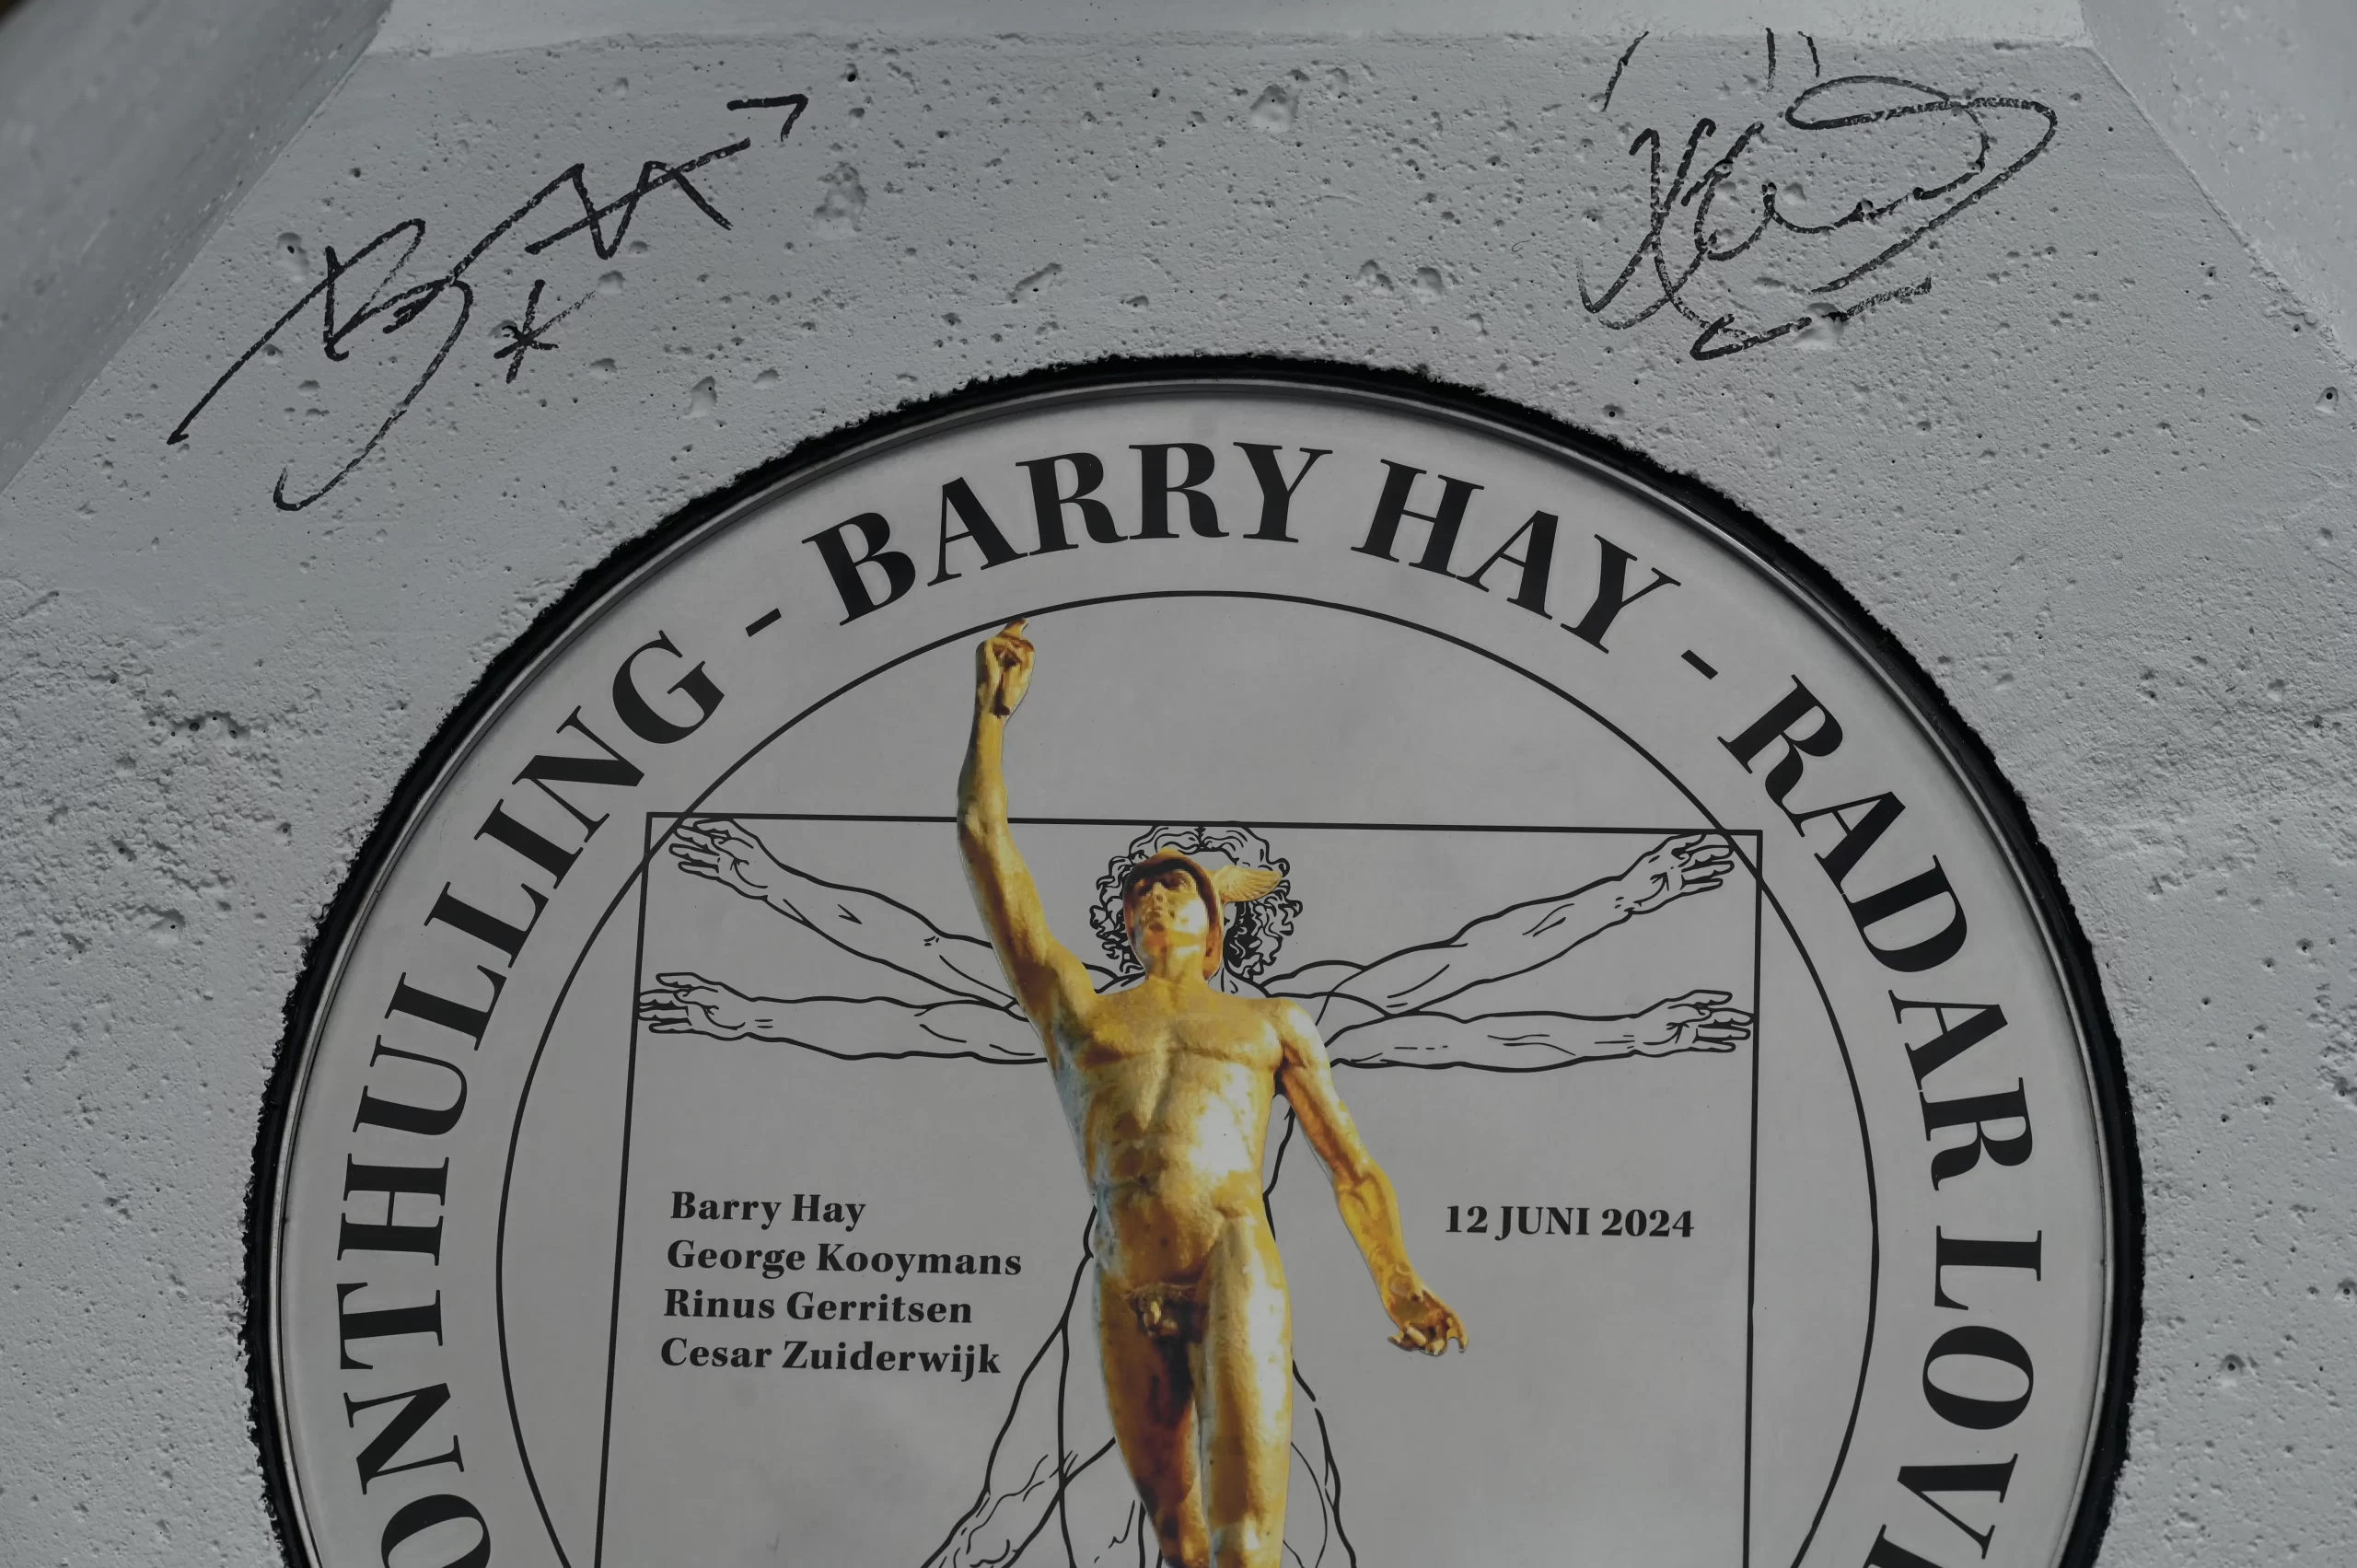 ONTHULLING - BARRY HAY - RADAR LOV
Barry Hay
George Kooymans
Rinus Gerritsen
Cesar Zuiderwijk
12 JUNI 2024